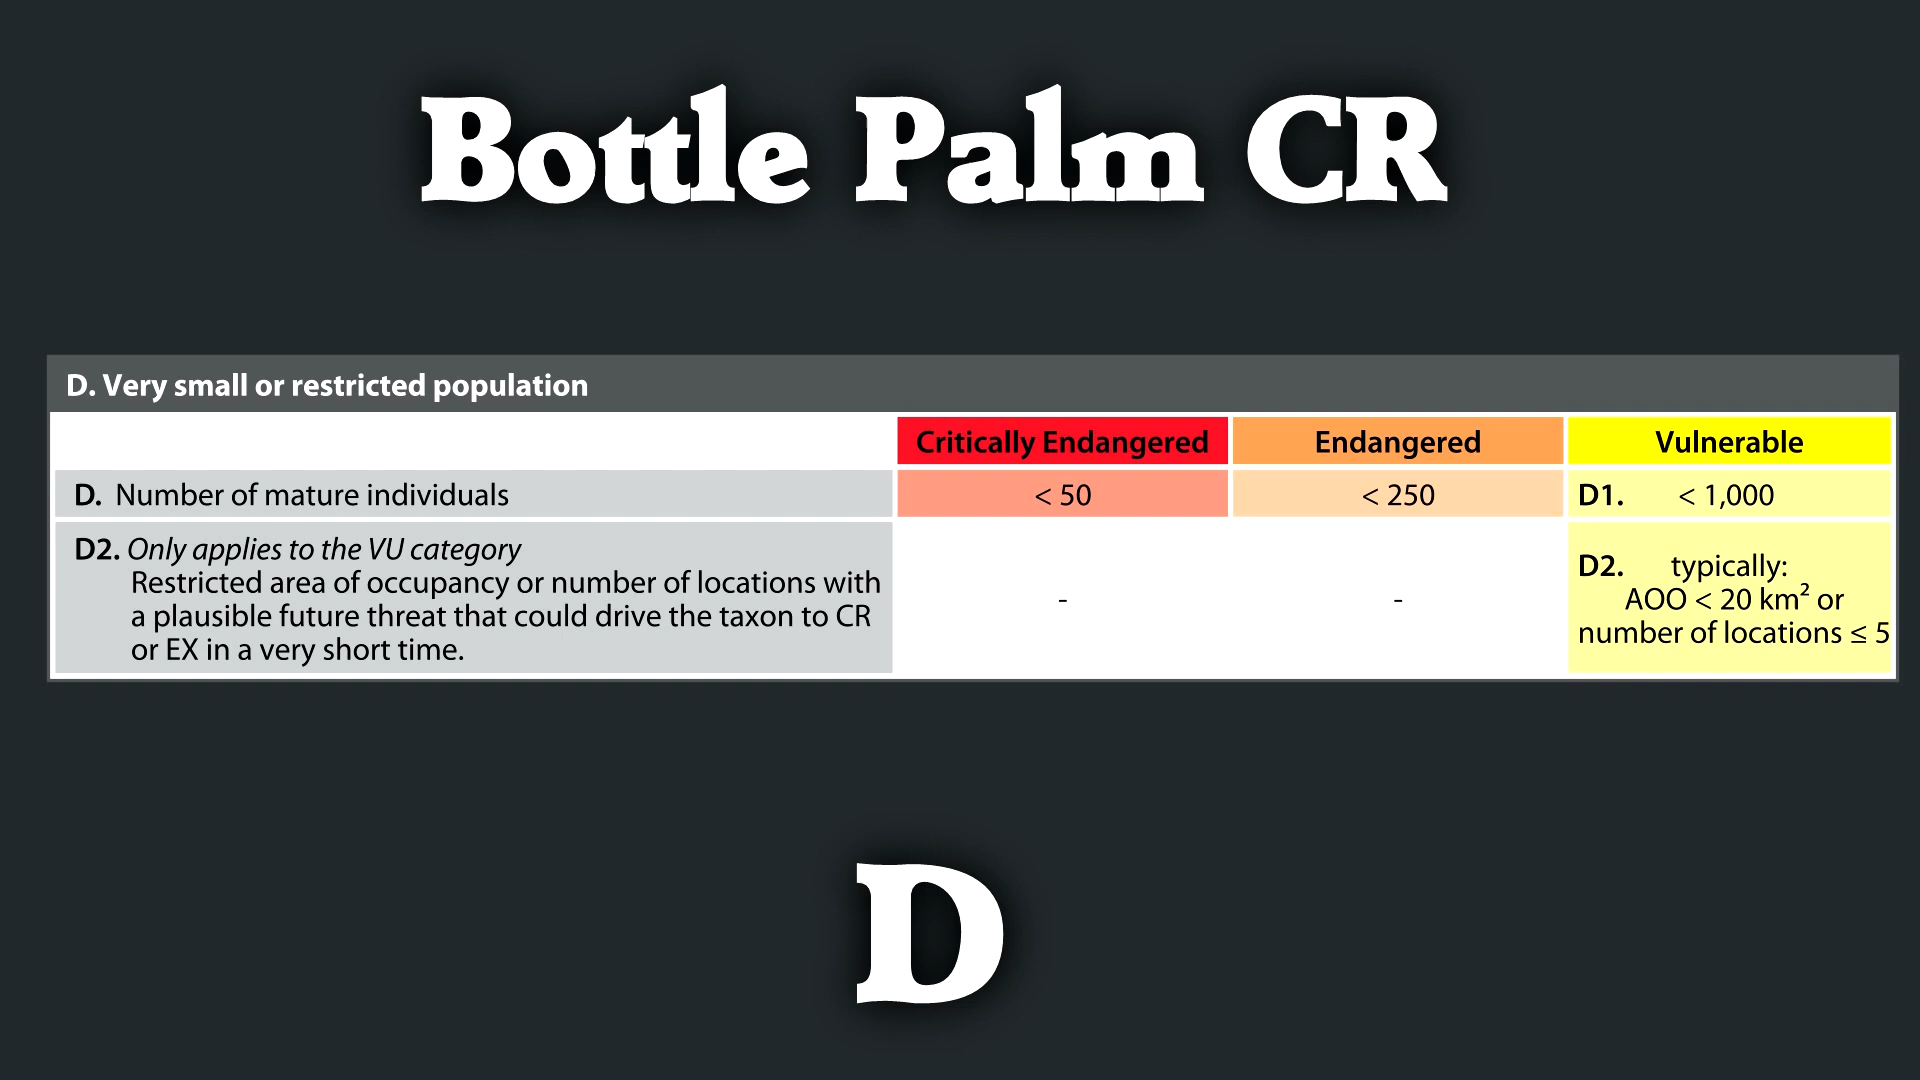 Bottle Palm CR
D. Very small or restricted population
Critically Endangered Endangered Vulnerable
D. Number of mature individuals < 50 < 250 D1. < 1,000
D2. Only applies to the VU category
Restricted area of occupancy or number of locations with
a plausible future threat that could drive the taxon to CR
or EX in a very short time.
-
-
D2. typically:
AOO < 20 km² or
number of locations ≤ 5
D